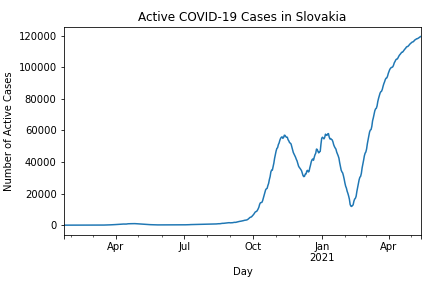 Active COVID-19 Cases in Slovakia
120000
100000
80000
60000
40000
20000
0
Number of Active Cases
Apr
Jul
Oct
Jan
2021
Apr
Day